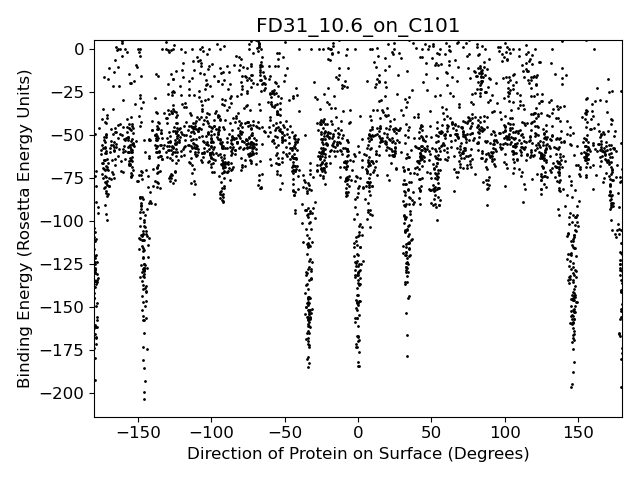 FD31_10.6_on_C101
Binding Energy (Rosetta Energy Units)
0
−25
−50
−75
−100
−125
−150
−175
−200
−150 −100 −50 0 50 100 150
Direction of Protein on Surface (Degrees)